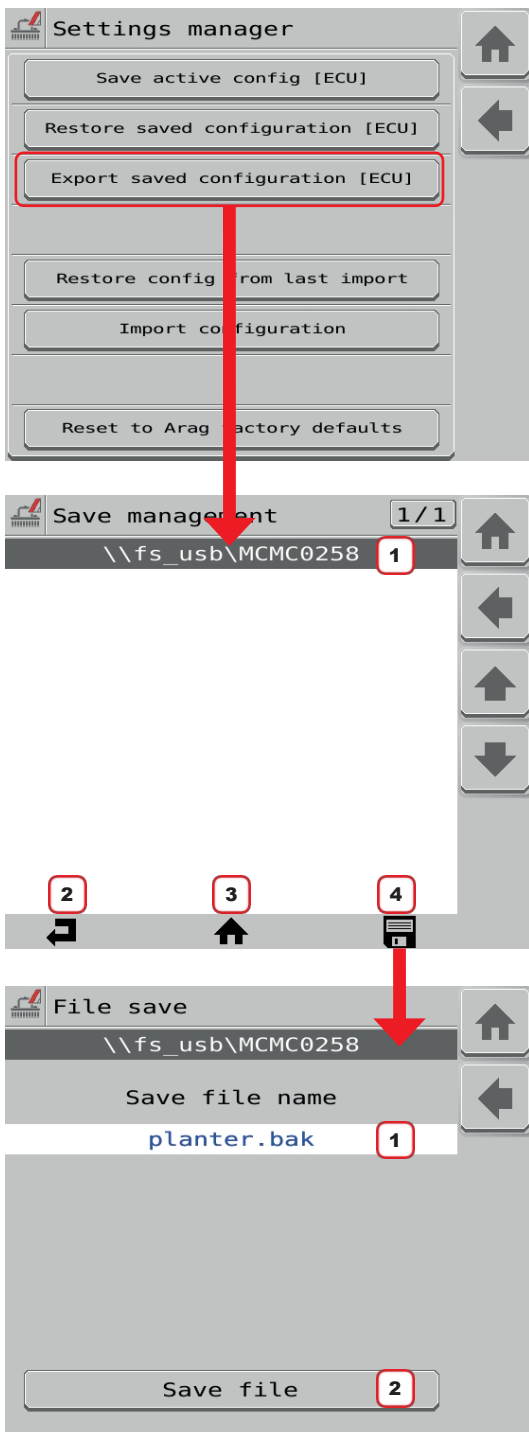 Settings manager
Save active config [ECU]
Restore saved configuration [ECU]
Export saved configuration [ECU]
Restore config from last import
Import configuration
Reset to Arag factory defaults
Save management 1/1
\\fs_usb\MCMC0258 1
2 3 4
File save
\\fs_usb\MCMC0258
Save file name
planter.bak 1
Save file 2